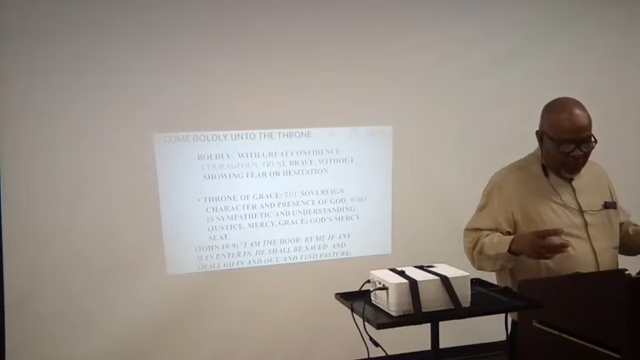 COME BOLDLY UNTO THE THRONE
BOLDLY: WITH GREAT CONFIDENCE
COURAGEOUS TRUST BRAVE, WITHOUT
SHOWING FEAR OR HESITATION
• THRONE OF GRACE: THE SOVEREIGN
CHARACTER AND PRESENCE OF GOD, WHO
IS SYMPATHETIC AND UNDERSTANDING
(JUSTICE, MERCY, GRACE) GOD'S MERCY
SEAT
(JOHN 10:9) "I AM THE DOOR: BY ME IF ANY
MAN ENTER IN, HE SHALL BE SAVED, AND
SHALL GO IN AND OUT, AND FIND PASTURE.